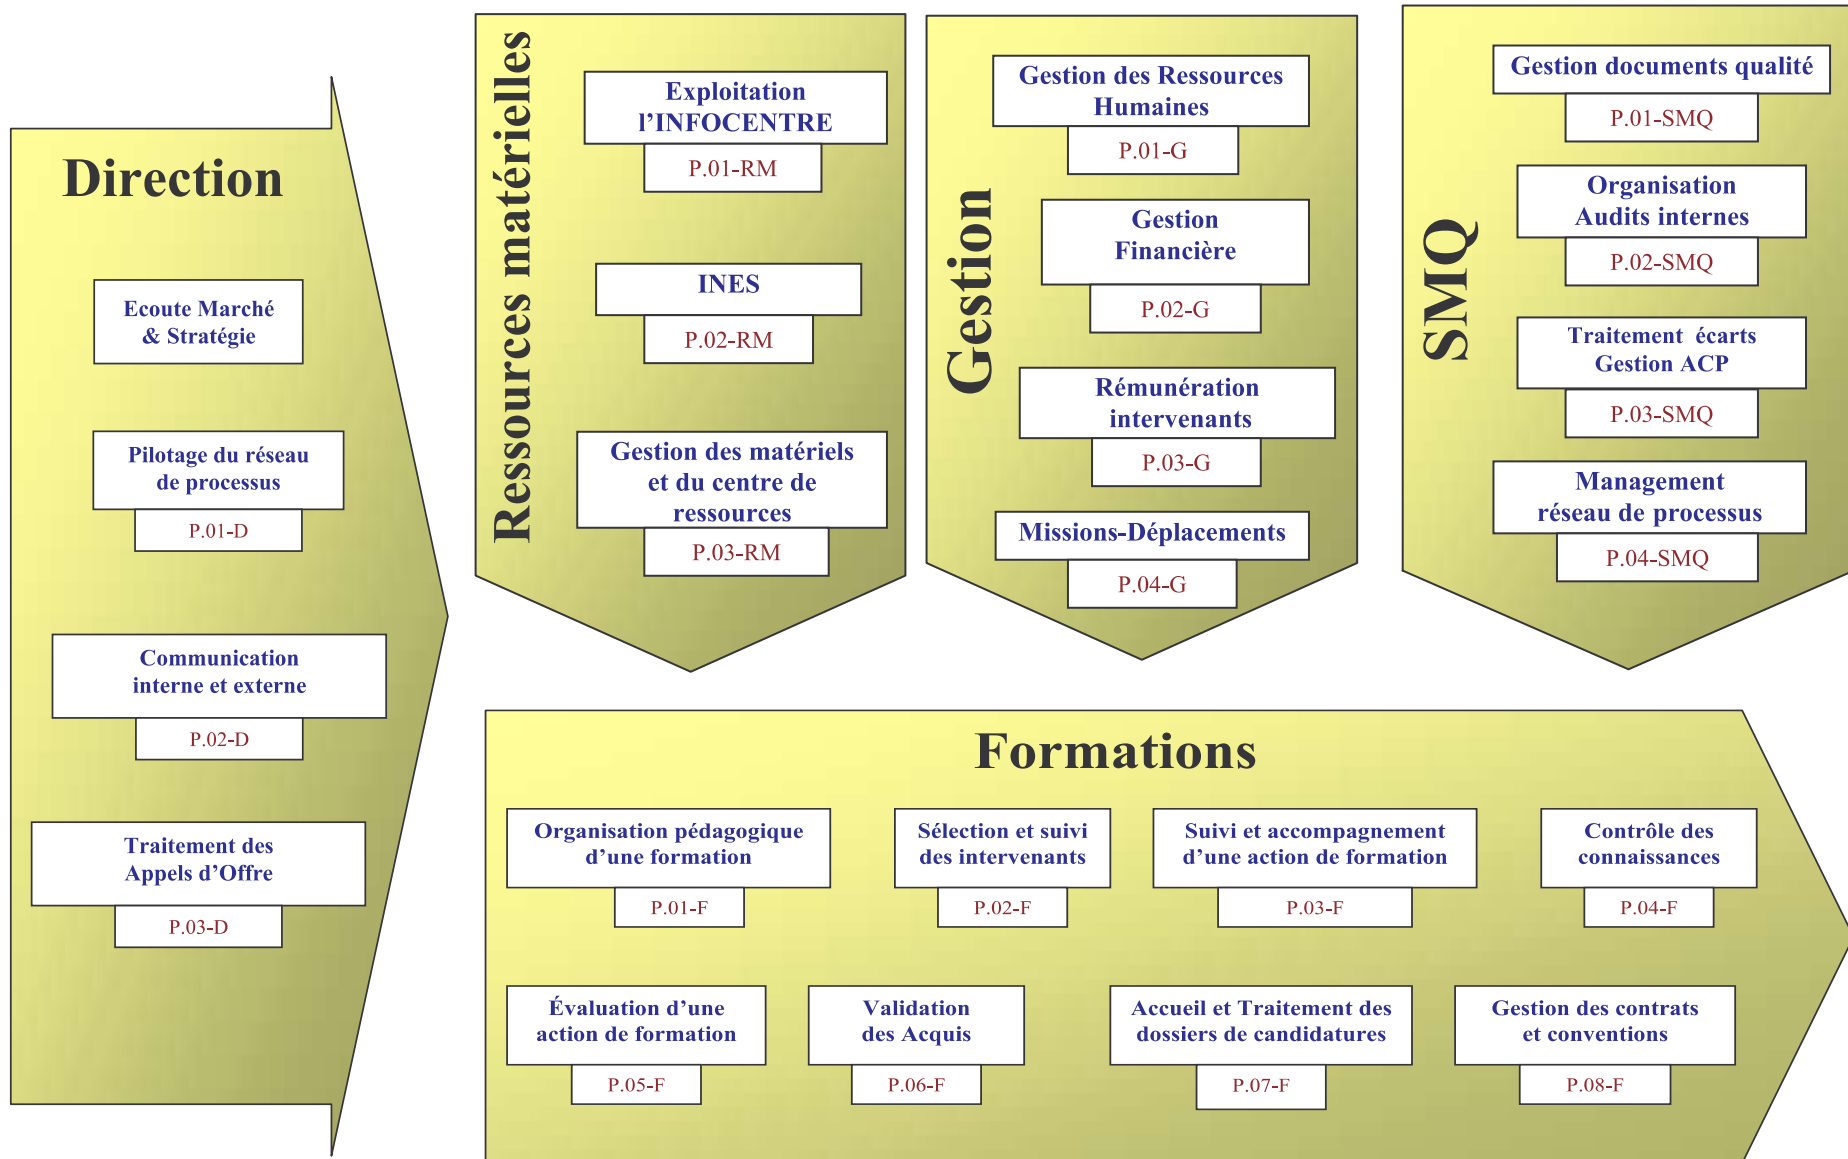 Direction
Ecoute Marché
& Stratégie
Pilotage du réseau
de processus
P.01-D
Communication
interne et externe
P.02-D
Traitement des
Appels d’Offre
P.03-D
Ressources matérielles
Exploitation
l’INFOCENTRE
P.01-RM
INES
P.02-RM
Gestion des matériels
et du centre de
ressources
P.03-RM
Gestion
Gestion des Ressources
Humaines
P.01-G
Gestion
Financière
P.02-G
Rémunération
intervenants
P.03-G
Missions-Déplacements
P.04-G
SMQ
Gestion documents qualité
P.01-SMQ
Organisation
Audits internes
P.02-SMQ
Traitement écarts
Gestion ACP
P.03-SMQ
Management
réseau de processus
P.04-SMQ
Formations
Organisation pédagogique
d’une formation
P.01-F
Sélection et suivi
des intervenants
P.02-F
Suivi et accompagnement
d’une action de formation
P.03-F
Contrôle des
connaissances
P.04-F
Évaluation d’une
action de formation
P.05-F
Validation
des Acquis
P.06-F
Accueil et Traitement des
dossiers de candidatures
P.07-F
Gestion des contrats
et conventions
P.08-F